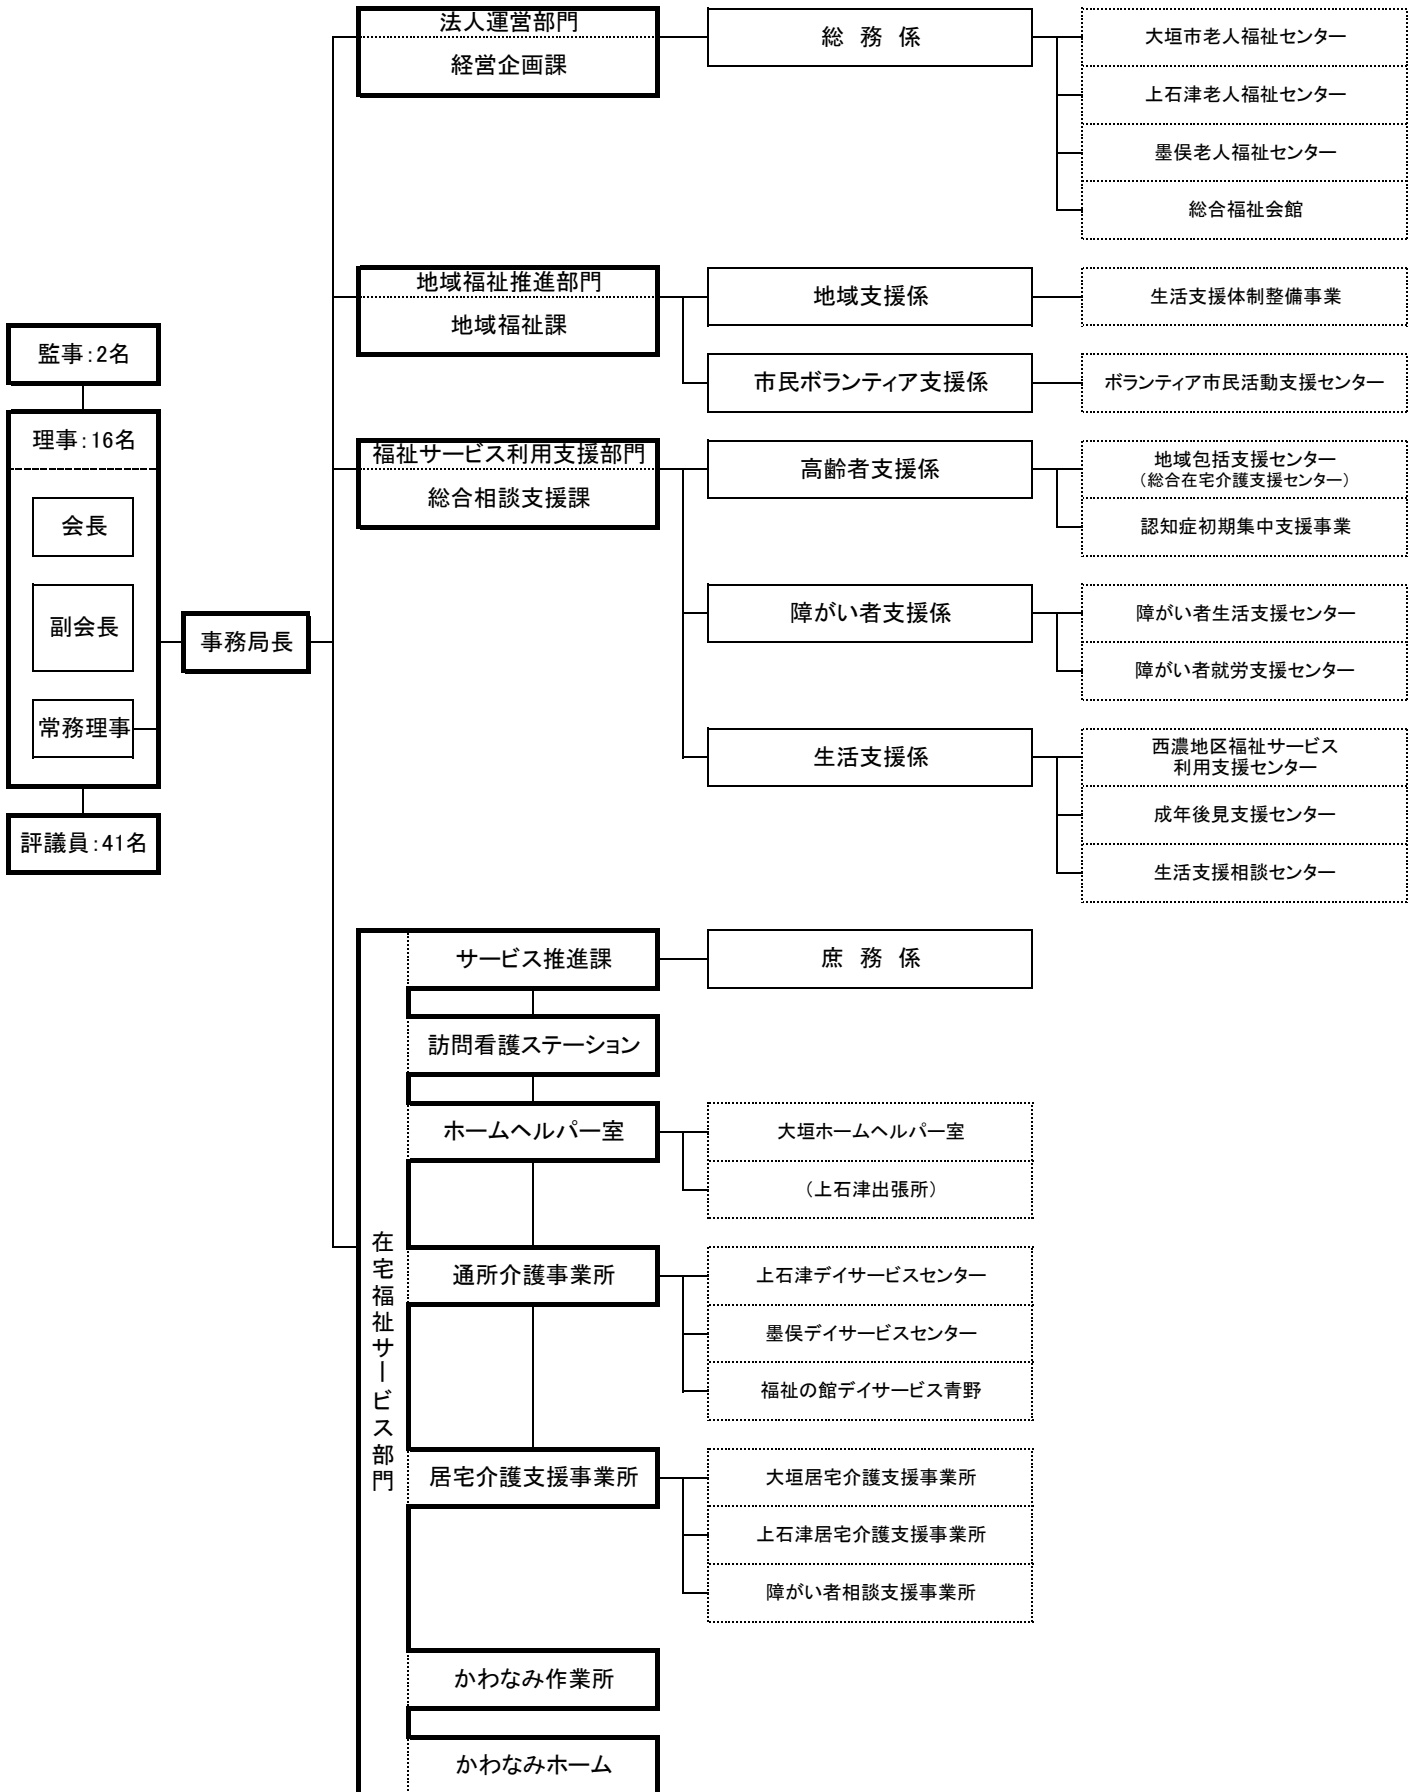 監事：2名
理事：16名
会長
副会長
常務理事
評議員：41名
事務局長
法人運営部門
経営企画課
総 務 係
大垣市老人福祉センター
上石津老人福祉センター
墨俣老人福祉センター
総合福祉会館
地域福祉推進部門
地域福祉課
地域支援係
生活支援体制整備事業
市民ボランティア支援係
ボランティア市民活動支援センター
福祉サービス利用支援部門
総合相談支援課
高齢者支援係
地域包括支援センター
（総合在宅介護支援センター）
認知症初期集中支援事業
障がい者支援係
障がい者生活支援センター
障がい者就労支援センター
生活支援係
西濃地区福祉サービス
利用支援センター
成年後見支援センター
生活支援相談センター
在宅福祉サービス部門
サービス推進課
庶 務 係
訪問看護ステーション
ホームヘルパー室
大垣ホームヘルパー室
（上石津出張所）
通所介護事業所
上石津デイサービスセンター
墨俣デイサービスセンター
福祉の館デイサービス青野
居宅介護支援事業所
大垣居宅介護支援事業所
上石津居宅介護支援事業所
障がい者相談支援事業所
かわなみ作業所
かわなみホーム